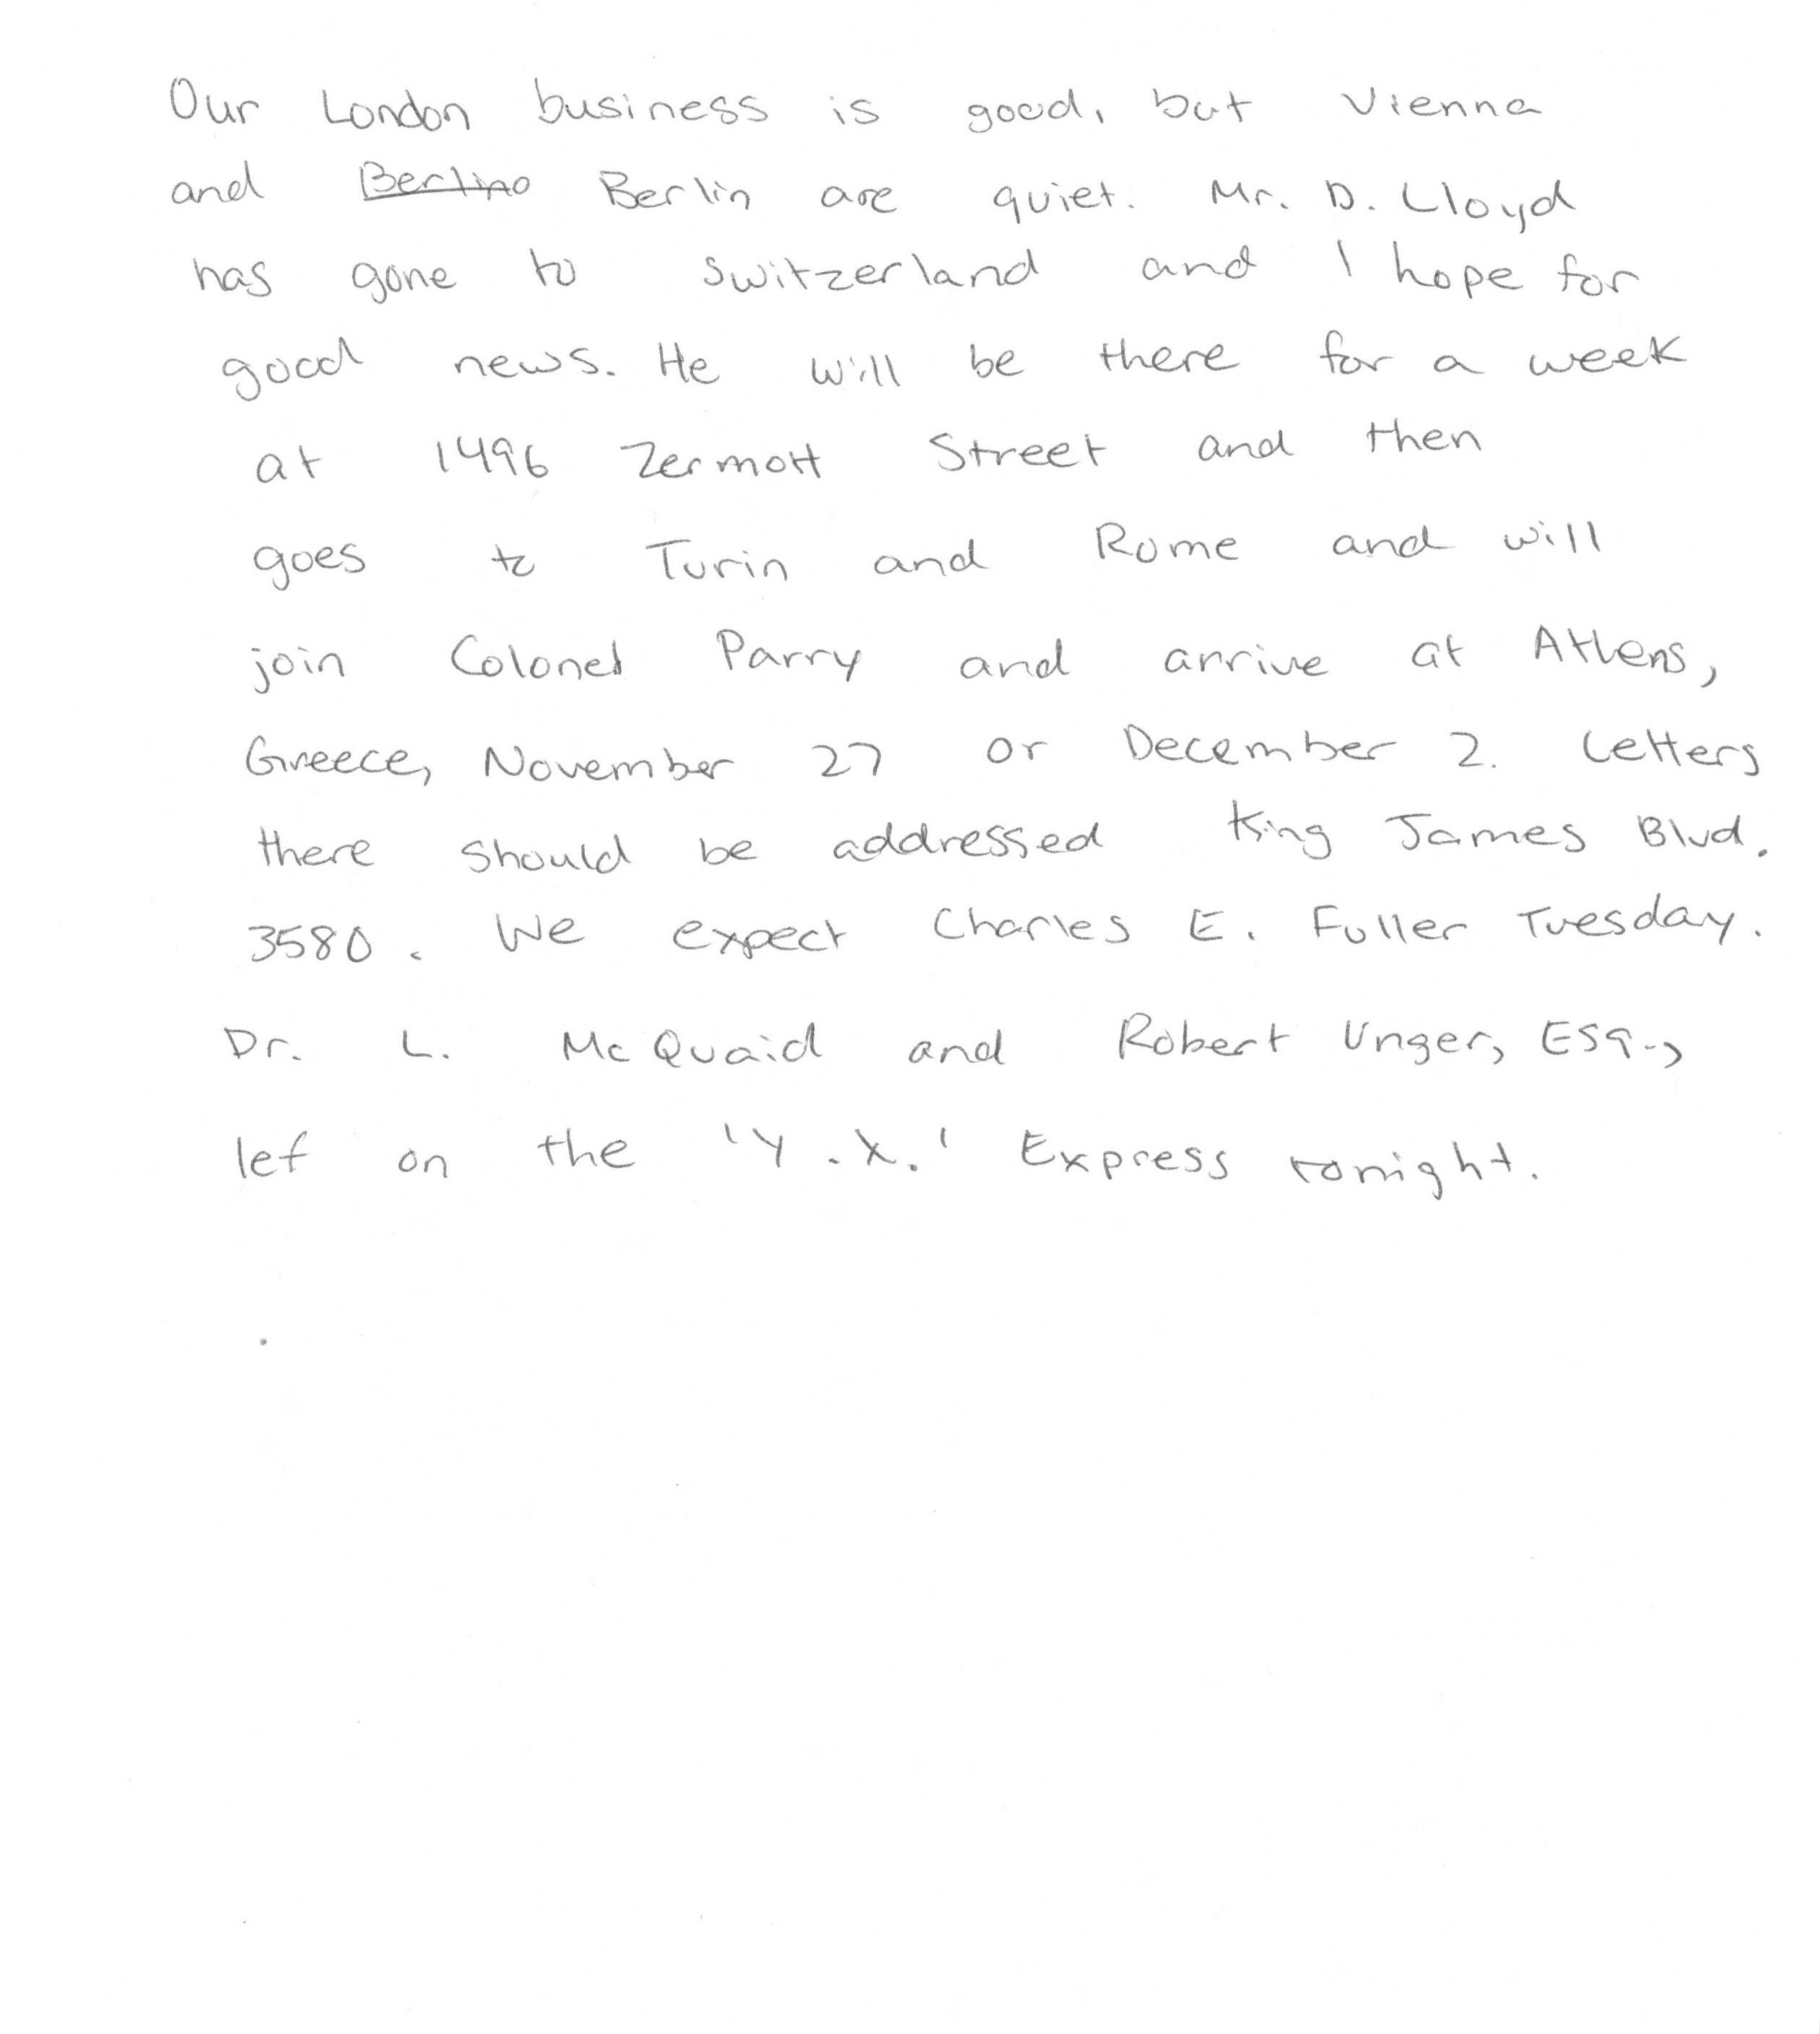 Our London business is good, but Vienna
and Berlino Berlin are quiet. Mr. D. Lloyd
has gone to Switzerland and I hope for
good news. He will be there for a week
at 1496 Zermott Street and then
goes to Turin and Rome and will
join Colonel Parry and arrive at Athens,
Greece, November 27 or December 2. Letters
there should be addressed King James Blvd.
3580. We expect Charles E. Fuller Tuesday.
Dr. L. McQuaid and Robert Unger, Esq.,
lef on the 'Y.X.' Express tonight.